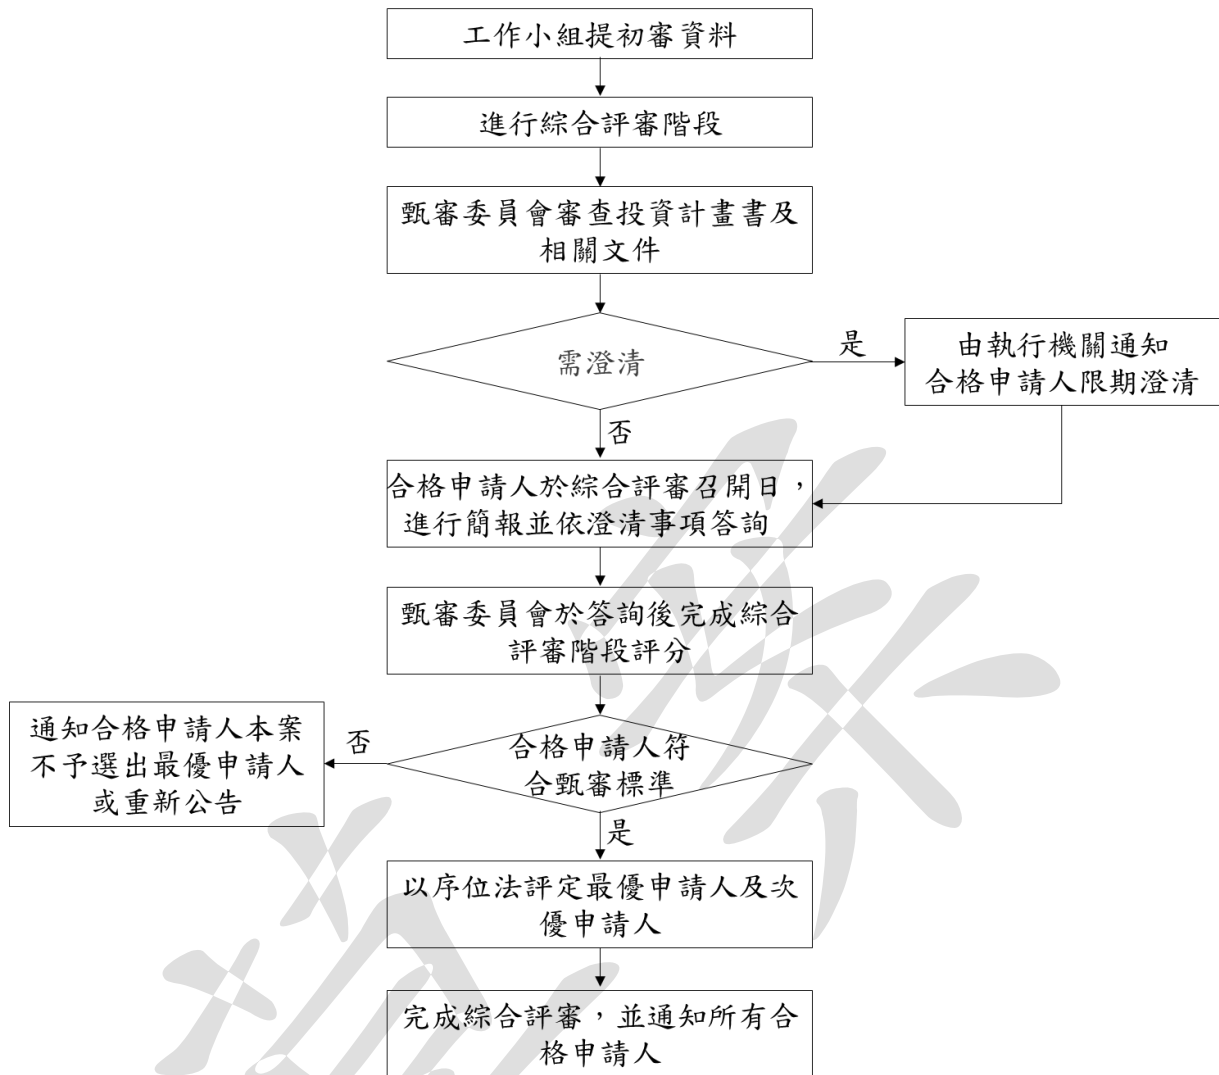 工作小組提初審資料
進行綜合評審階段
甄審委員會審查投資計畫書及
相關文件
需澄清
是
由執行機關通知
合格申請人限期澄清
否
合格申請人於綜合評審召開日，
進行簡報並依澄清事項答詢
甄審委員會於答詢後完成綜合
評審階段評分
合格申請人符
合甄審標準
否
通知合格申請人本案
不予選出最優申請人
或重新公告
是
以序位法評定最優申請人及次
優申請人
完成綜合評審，並通知所有合
格申請人